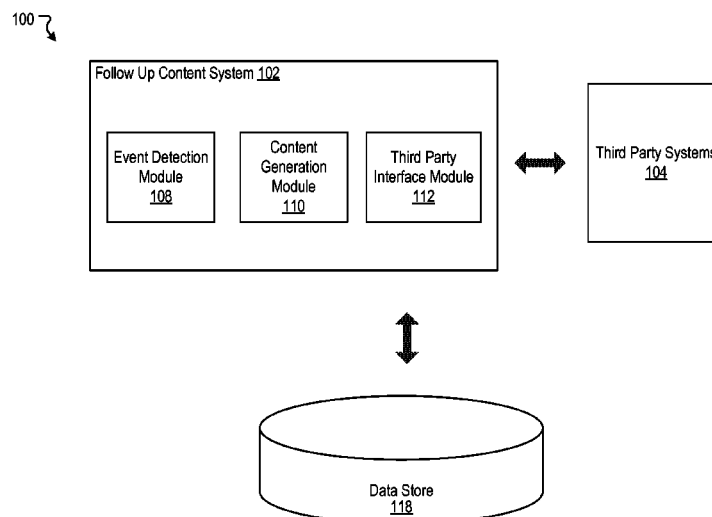 100
Follow Up Content System 102
Event Detection
Module
108
Content
Generation
Module
110
Third Party
Interface Module
112
Third Party Systems
104
Data Store
118